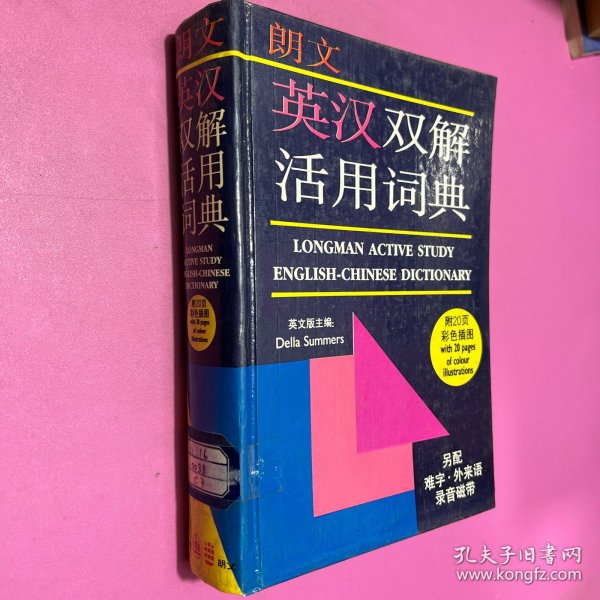 朗文
英汉双解
活用词典
LONGMAN ACTIVE STUDY
ENGLISH-CHINESE DICTIONARY
英文版主编:
Della Summers
附20页
彩色插图
with 20 pages
of colour
illustrations
另配
难字·外来语
录音磁带
朗文
英汉
双解
活用
词典
LONGMAN
ACTIVE STUDY
ENGLISH-CHINESE
DICTIONARY
附20页
彩色插图
with 20 pages
of colour
illustrations
朗文
孔夫子旧书网
www.kongfz.com